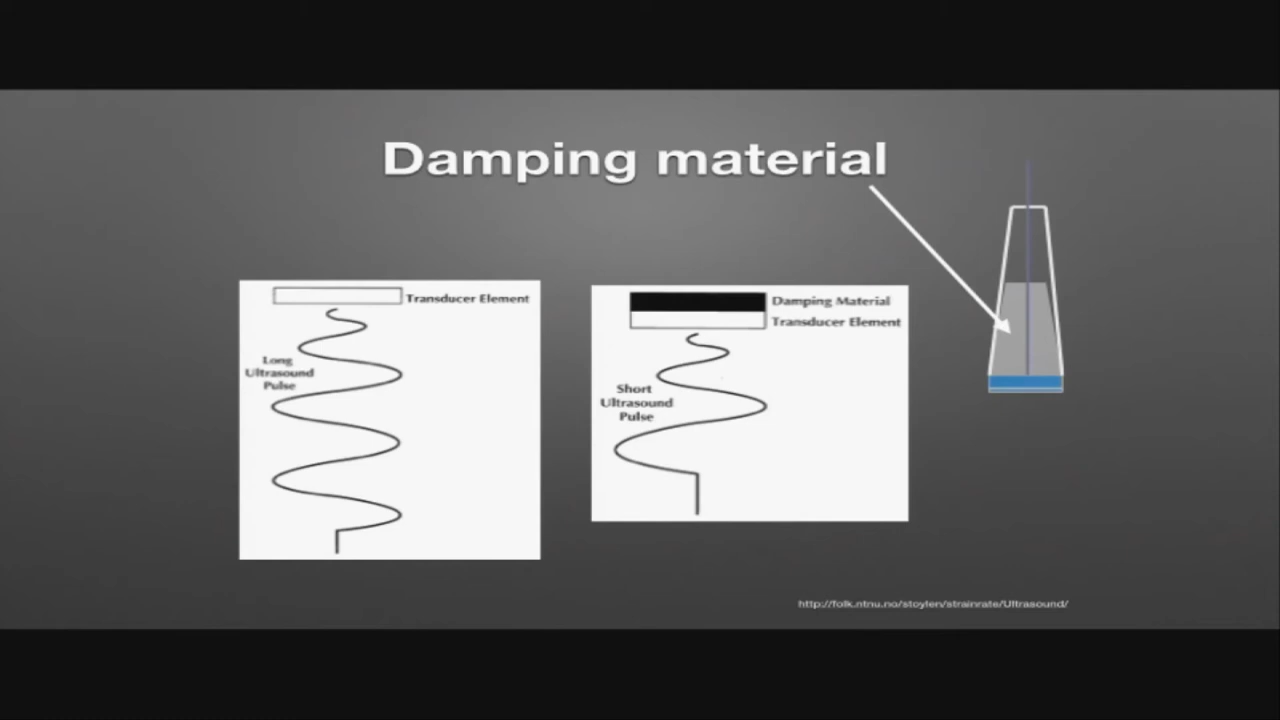 Damping material
Transducer Element
Long
Ultrasound
Pulse
Damping Material
Transducer Element
Short
Ultrasound
Pulse
http://folk.ntnu.no/stoylen/strainrate/Ultrasound/